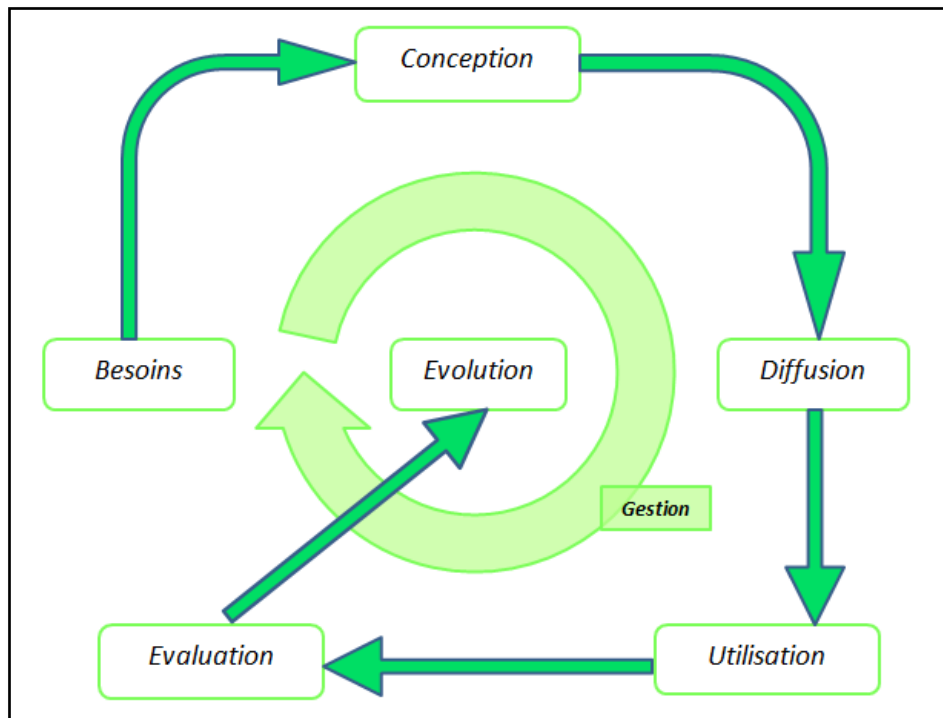 Conception
Besoins
Evolution
Diffusion
Gestion
Evaluation
Utilisation